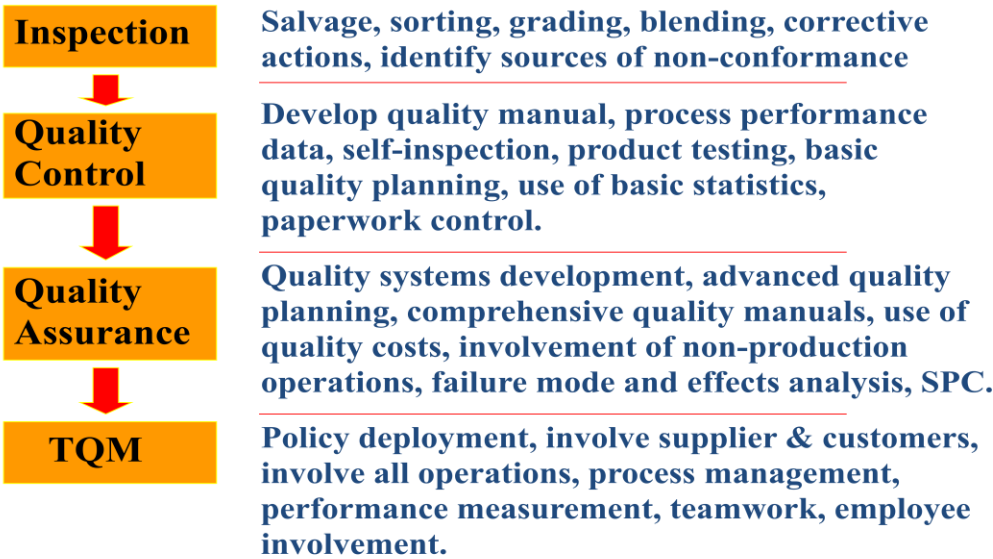 Inspection
Salvage, sorting, grading, blending, corrective
actions, identify sources of non-conformance
Quality
Control
Develop quality manual, process performance
data, self-inspection, product testing, basic
quality planning, use of basic statistics,
paperwork control.
Quality
Assurance
Quality systems development, advanced quality
planning, comprehensive quality manuals, use of
quality costs, involvement of non-production
operations, failure mode and effects analysis, SPC.
TQM
Policy deployment, involve supplier & customers,
involve all operations, process management,
performance measurement, teamwork, employee
involvement.